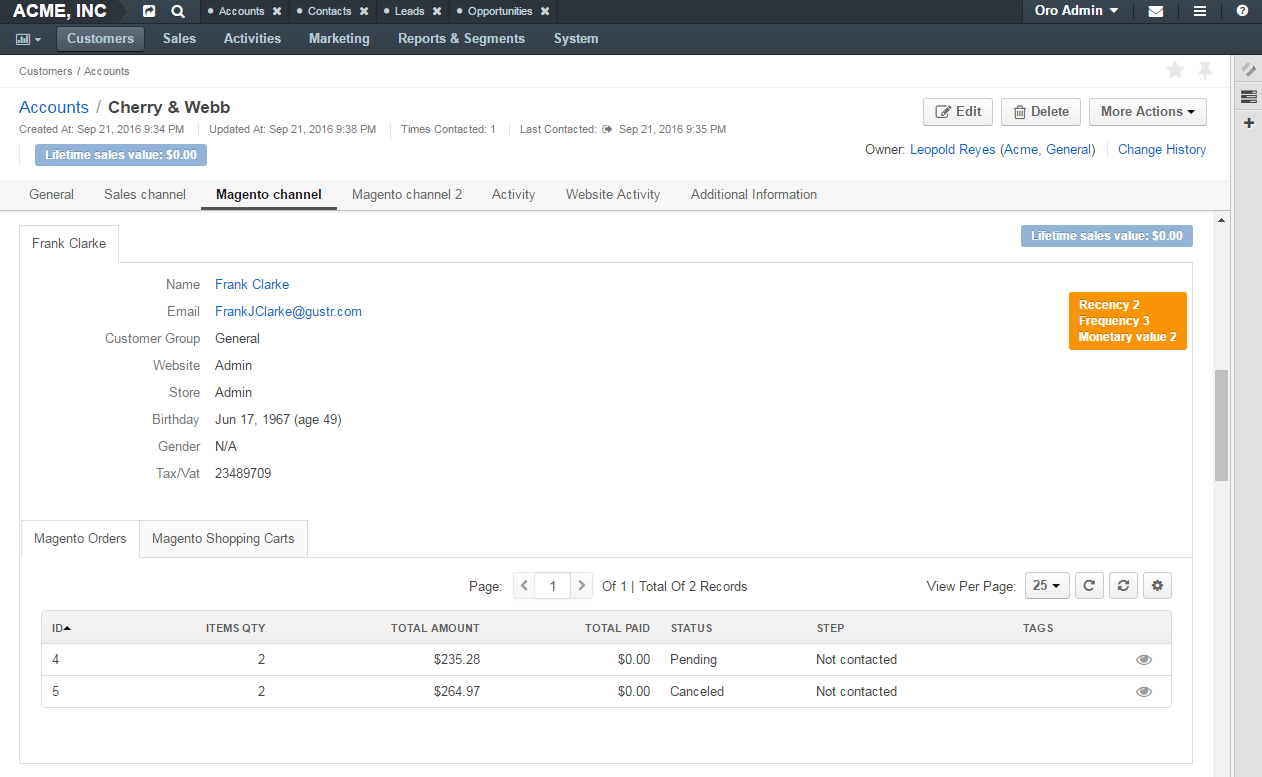 ACME, INC Accounts Contacts Leads Opportunities Oro Admin
Customers Sales Activities Marketing Reports & Segments System
Customers / Accounts
Accounts / Cherry & Webb Edit Delete More Actions
Created At: Sep 21, 2016 9:34 PM Updated At: Sep 21, 2016 9:38 PM Times Contacted: 1 Last Contacted: Sep 21, 2016 9:35 PM
Owner: Leopold Reyes (Acme, General) Change History
Lifetime sales value: $0.00
General Sales channel Magento channel Magento channel 2 Activity Website Activity Additional Information
Frank Clarke Lifetime sales value: $0.00
Name Frank Clarke
Email FrankJClarke@gustr.com
Customer Group General
Website Admin
Store Admin
Birthday Jun 17, 1967 (age 49)
Gender N/A
Tax/Vat 23489709
Recency 2
Frequency 3
Monetary value 2
Magento Orders Magento Shopping Carts
Page: 1 Of 1 | Total Of 2 Records View Per Page: 25
ID ITEMS QTY TOTAL AMOUNT TOTAL PAID STATUS STEP TAGS
4 2 $235.28 $0.00 Pending Not contacted
5 2 $264.97 $0.00 Canceled Not contacted